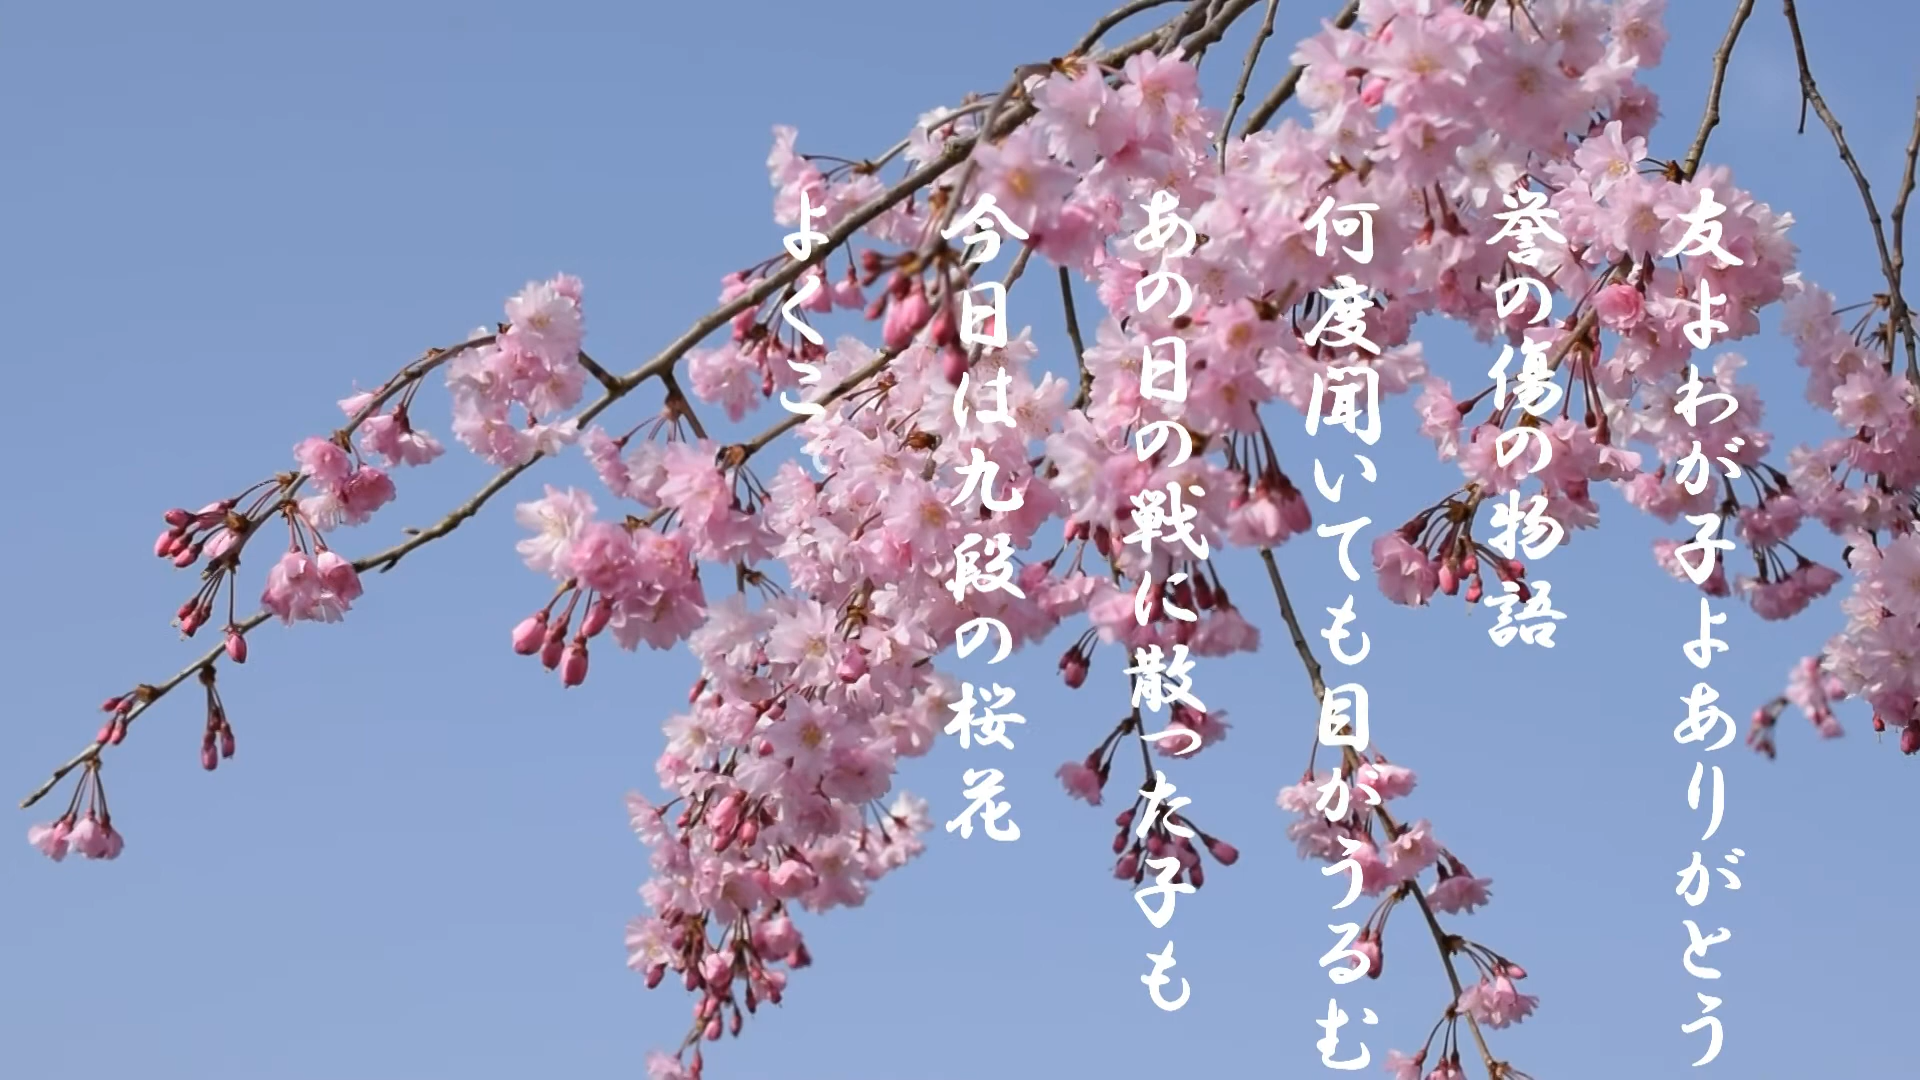 友よわが子よありがとう
誉の傷の物語
何度聞いても目がうるむ
あの日の戦に散った子も
今日は九段の桜花
よくこそ